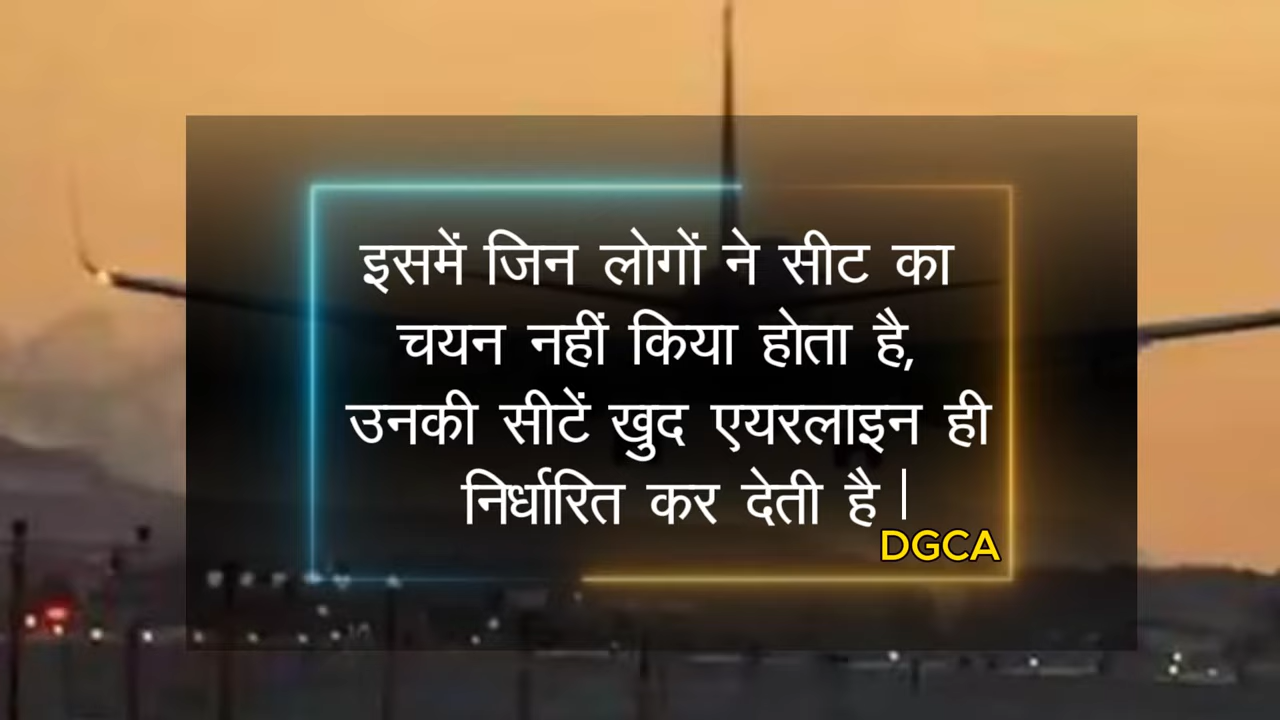 इसमें जिन लोगों ने सीट का
चयन नहीं किया होता है,
उनकी सीटें खुद एयरलाइन ही
निर्धारित कर देती है |
DGCA